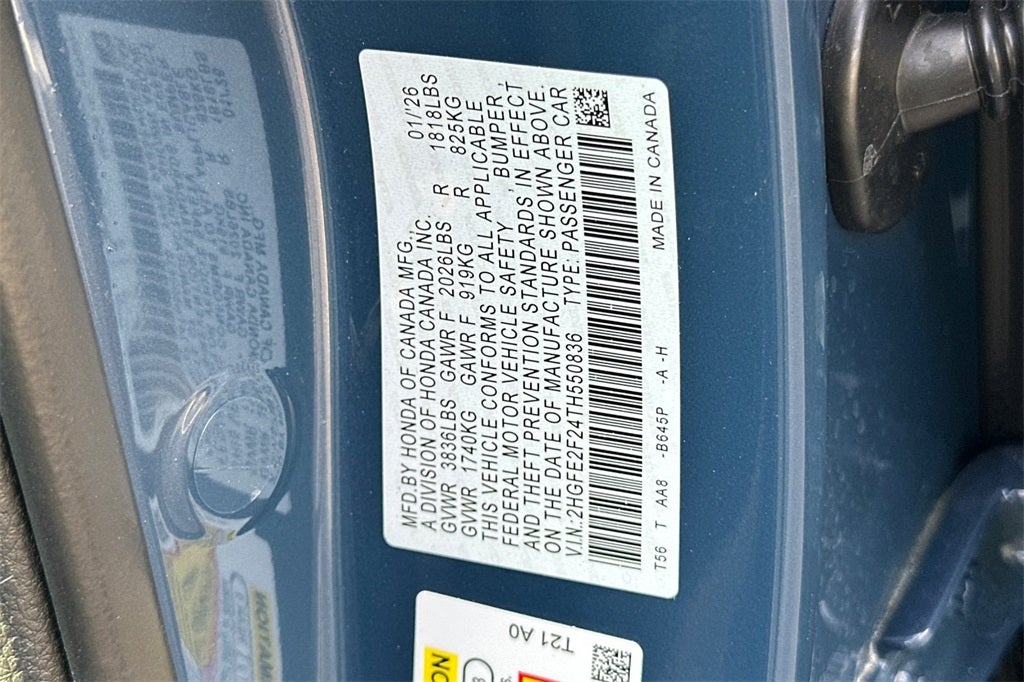 MFD.BY HONDA OF CANADA MFG., 01/'26
A DIVISION OF HONDA CANADA INC.
GVWR 3836LBS GAWR F 2026LBS R 1818LBS
GVWR 1740KG GAWR F 919KG R 825KG
THIS VEHICLE CONFORMS TO ALL APPLICABLE
FEDERAL MOTOR VEHICLE SAFETY, BUMPER,
AND THEFT PREVENTION STANDARDS IN EFFECT
ON THE DATE OF MANUFACTURE SHOWN ABOVE.
V.I.N.:2HGFE2F24TH550836 TYPE: PASSENGER CAR
T56 T AA8 -B645P -A -H MADE IN CANADA
T21 A0